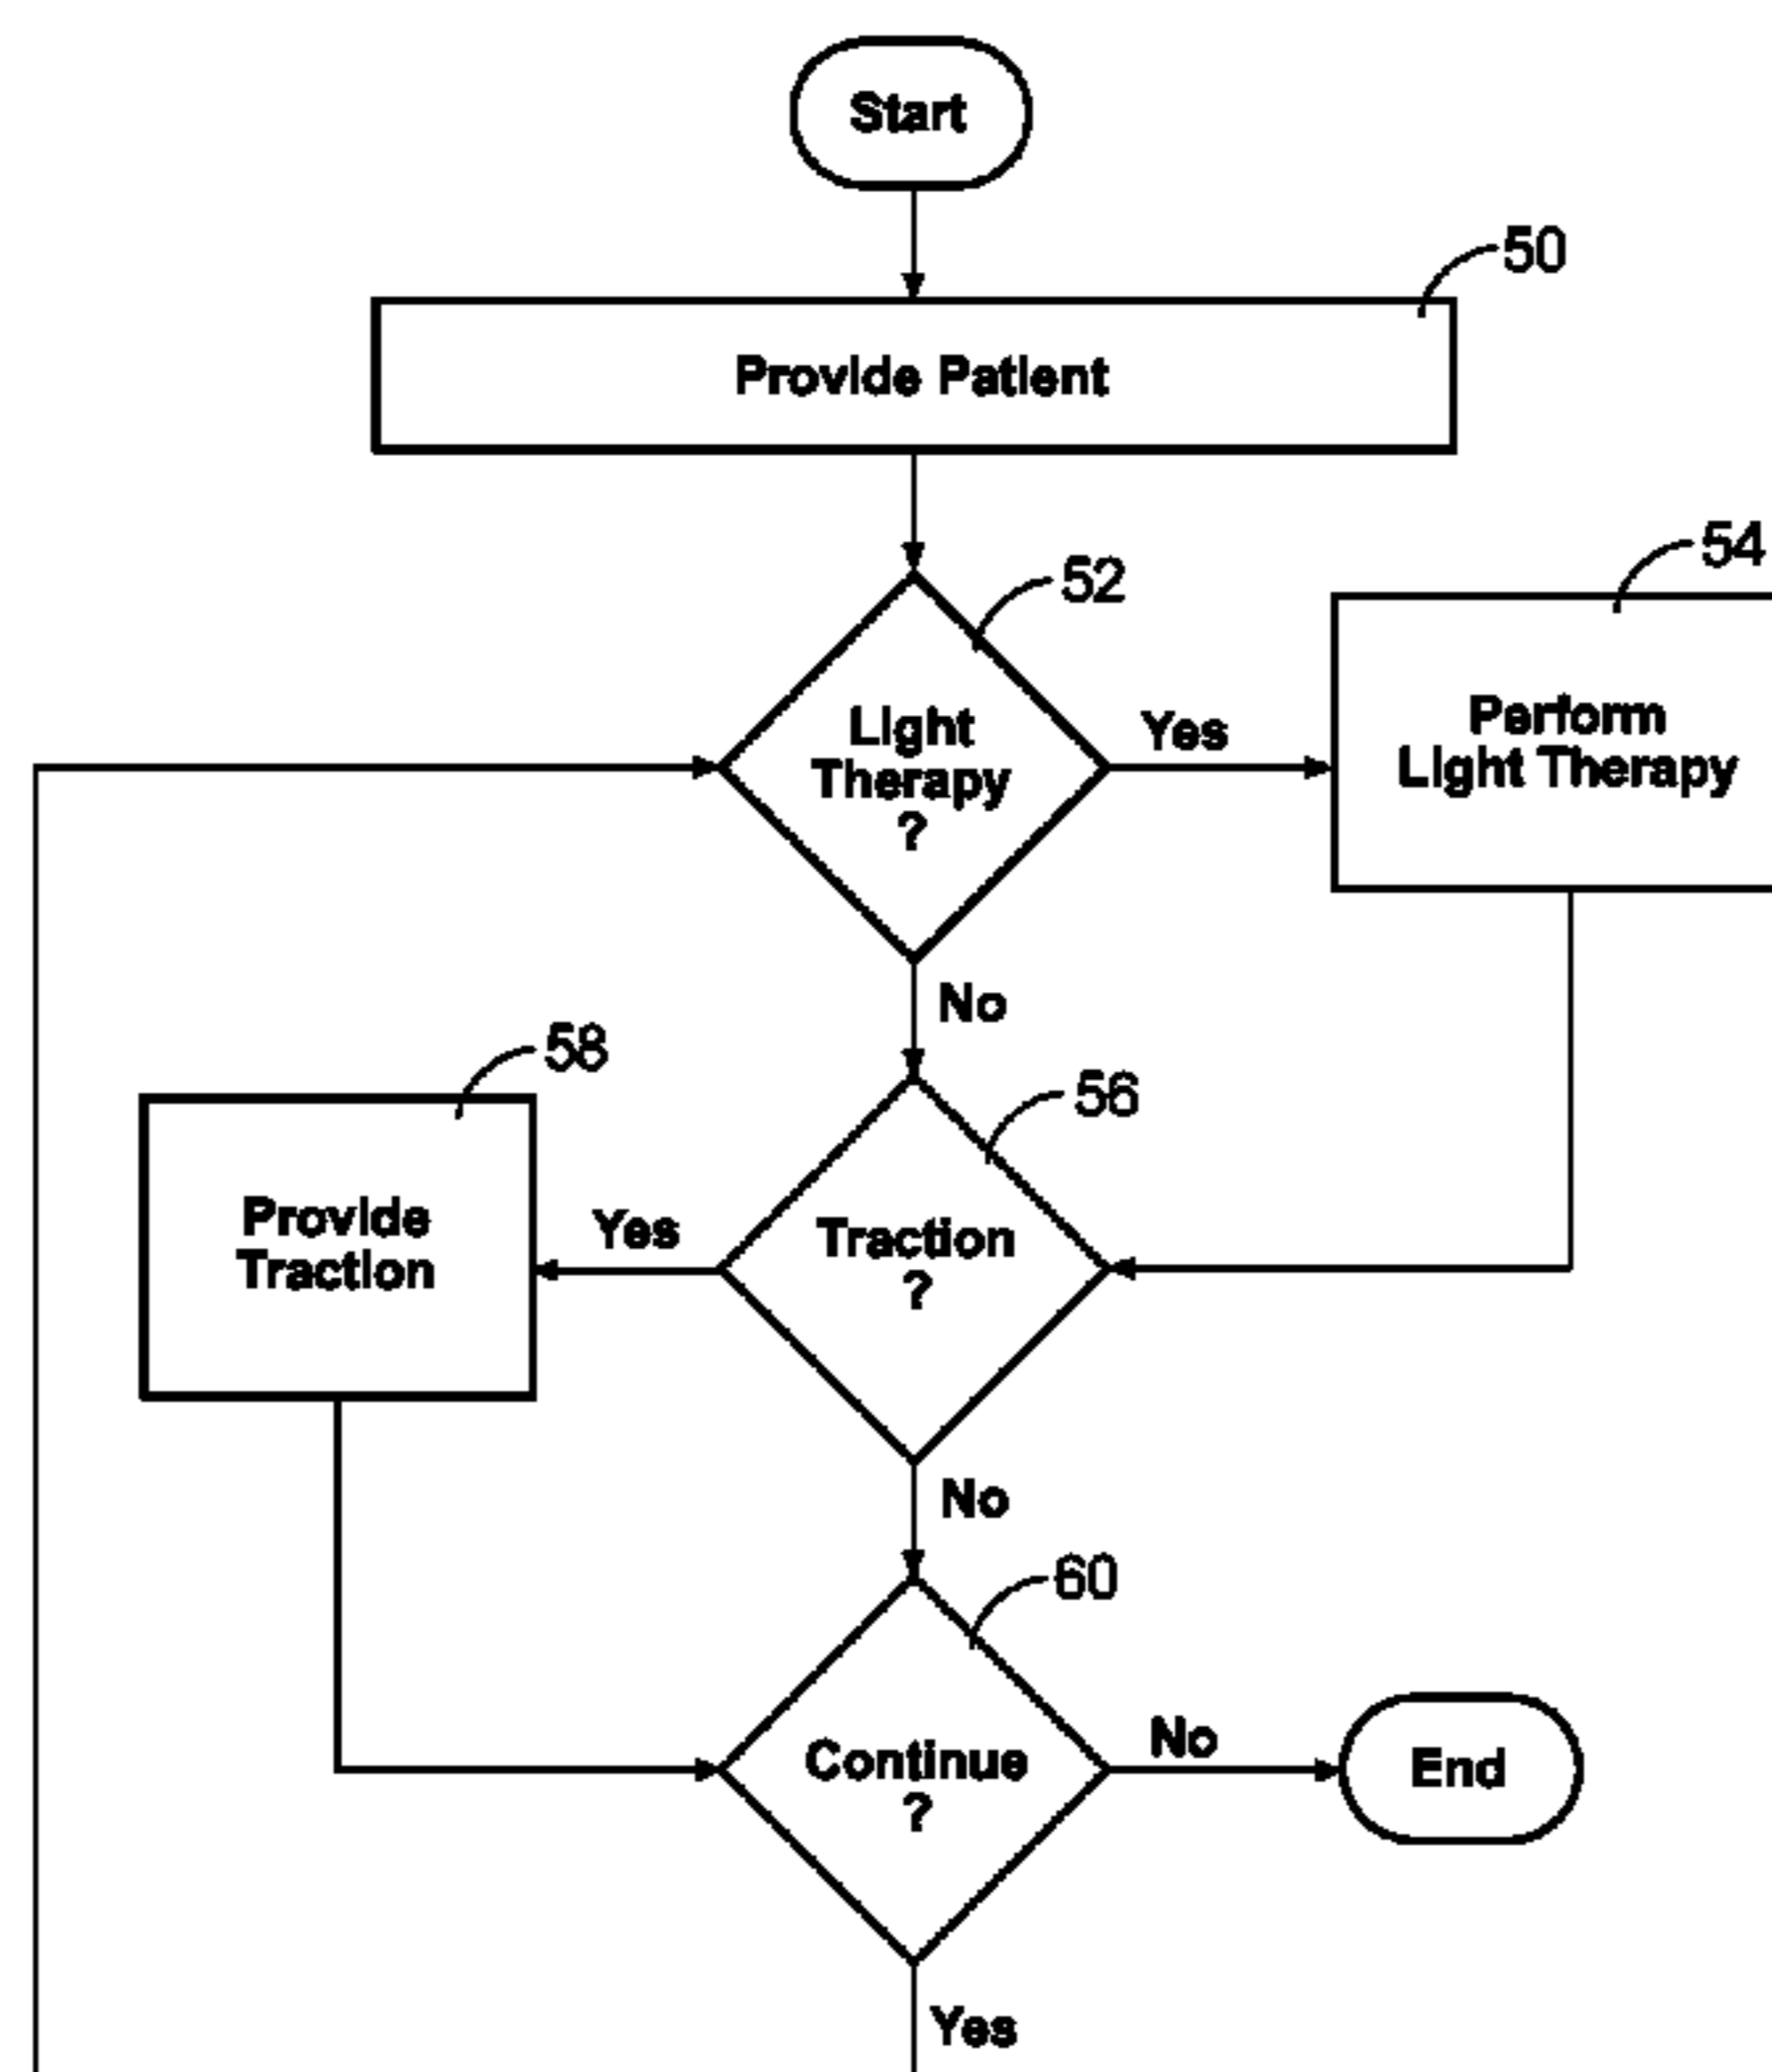 Start
50
Provide Patient
52
54
Light
Therapy
?
Yes
Perform
Light Therapy
No
58
56
Provide
Traction
Yes
Traction
?
No
60
Continue
?
No
End
Yes